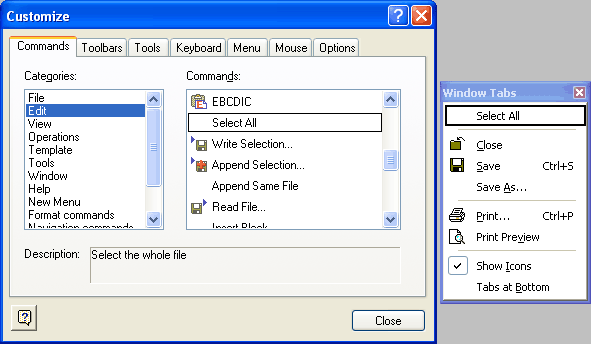 Customize
Commands Toolbars Tools Keyboard Menu Mouse Options
Categories:
File
Edit
View
Operations
Template
Tools
Window
Help
New Menu
Format commands
Navigation commands
Commands:
EBCDIC
Select All
Write Selection...
Append Selection...
Append Same File
Read File...
Insert Block
Description:
Select the whole file
Close
Window Tabs
Select All
Close
Save Ctrl+S
Save As...
Print... Ctrl+P
Print Preview
Show Icons
Tabs at Bottom